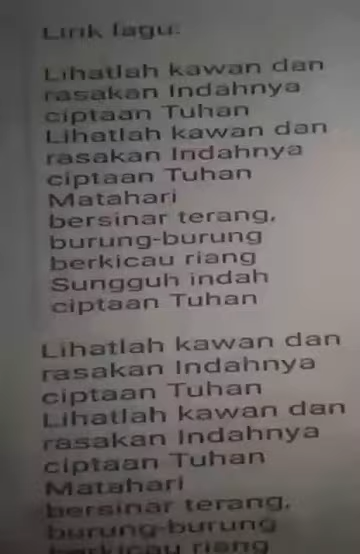 Lirik lagu:
Lihatlah kawan dan
rasakan Indahnya
ciptaan Tuhan
Lihatlah kawan dan
rasakan Indahnya
ciptaan Tuhan
Matahari
bersinar terang,
burung-burung
berkicau riang
Sungguh indah
ciptaan Tuhan
Lihatlah kawan dan
rasakan Indahnya
ciptaan Tuhan
Lihatlah kawan dan
rasakan Indahnya
ciptaan Tuhan
Matahari
bersinar terang,
burung-burung
berkicau riang